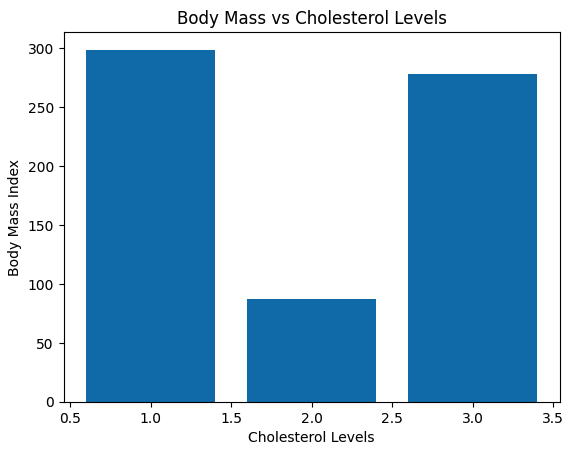 Body Mass vs Cholesterol Levels
Body Mass Index
300
250
200
150
100
50
0
0.5 1.0 1.5 2.0 2.5 3.0 3.5
Cholesterol Levels